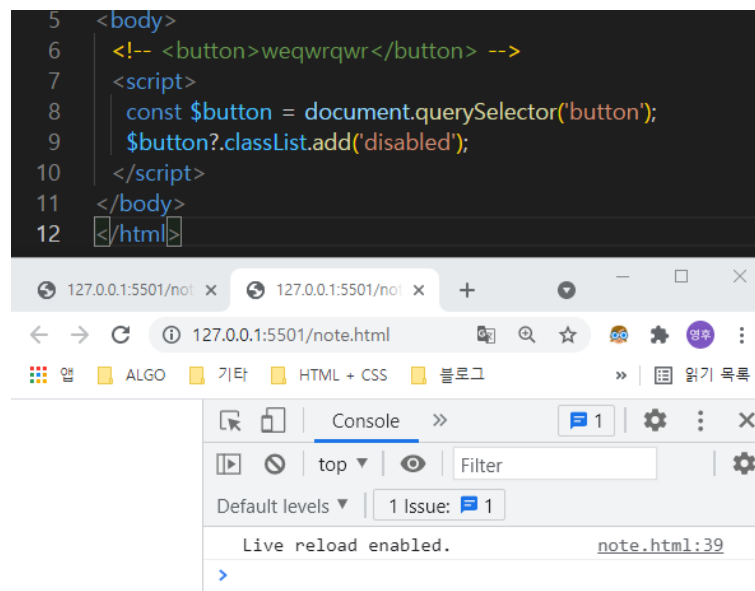 5 <body>
6 <!-- <button>weqwrqwr</button> -->
7 <script>
8 const $button = document.querySelector('button');
9 $button?.classList.add('disabled');
10 </script>
11 </body>
12 </html>
127.0.0.1:5501/not 127.0.0.1:5501/not
127.0.0.1:5501/note.html 영후
앱 ALGO 기타 HTML + CSS 블로그 » 읽기 목록
Console » 1
top ▼ Filter
Default levels ▼ 1 Issue: 1
Live reload enabled. note.html:39
>